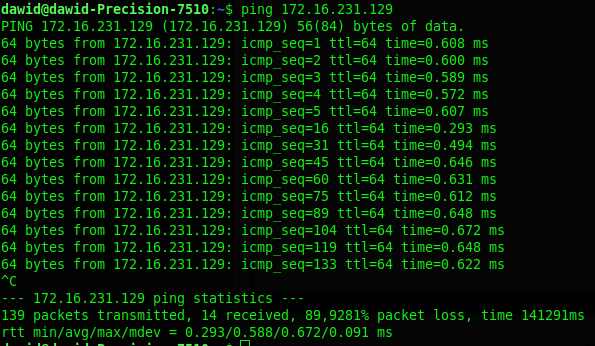 dawid@dawid-Precision-7510:~$ ping 172.16.231.129
PING 172.16.231.129 (172.16.231.129) 56(84) bytes of data.
64 bytes from 172.16.231.129: icmp_seq=1 ttl=64 time=0.608 ms
64 bytes from 172.16.231.129: icmp_seq=2 ttl=64 time=0.600 ms
64 bytes from 172.16.231.129: icmp_seq=3 ttl=64 time=0.589 ms
64 bytes from 172.16.231.129: icmp_seq=4 ttl=64 time=0.572 ms
64 bytes from 172.16.231.129: icmp_seq=5 ttl=64 time=0.607 ms
64 bytes from 172.16.231.129: icmp_seq=16 ttl=64 time=0.293 ms
64 bytes from 172.16.231.129: icmp_seq=31 ttl=64 time=0.494 ms
64 bytes from 172.16.231.129: icmp_seq=45 ttl=64 time=0.646 ms
64 bytes from 172.16.231.129: icmp_seq=60 ttl=64 time=0.631 ms
64 bytes from 172.16.231.129: icmp_seq=75 ttl=64 time=0.612 ms
64 bytes from 172.16.231.129: icmp_seq=89 ttl=64 time=0.648 ms
64 bytes from 172.16.231.129: icmp_seq=104 ttl=64 time=0.672 ms
64 bytes from 172.16.231.129: icmp_seq=119 ttl=64 time=0.648 ms
64 bytes from 172.16.231.129: icmp_seq=133 ttl=64 time=0.622 ms
^C
--- 172.16.231.129 ping statistics ---
139 packets transmitted, 14 received, 89,9281% packet loss, time 141291ms
rtt min/avg/max/mdev = 0.293/0.588/0.672/0.091 ms
dawid@dawid-Precision-7510:~$